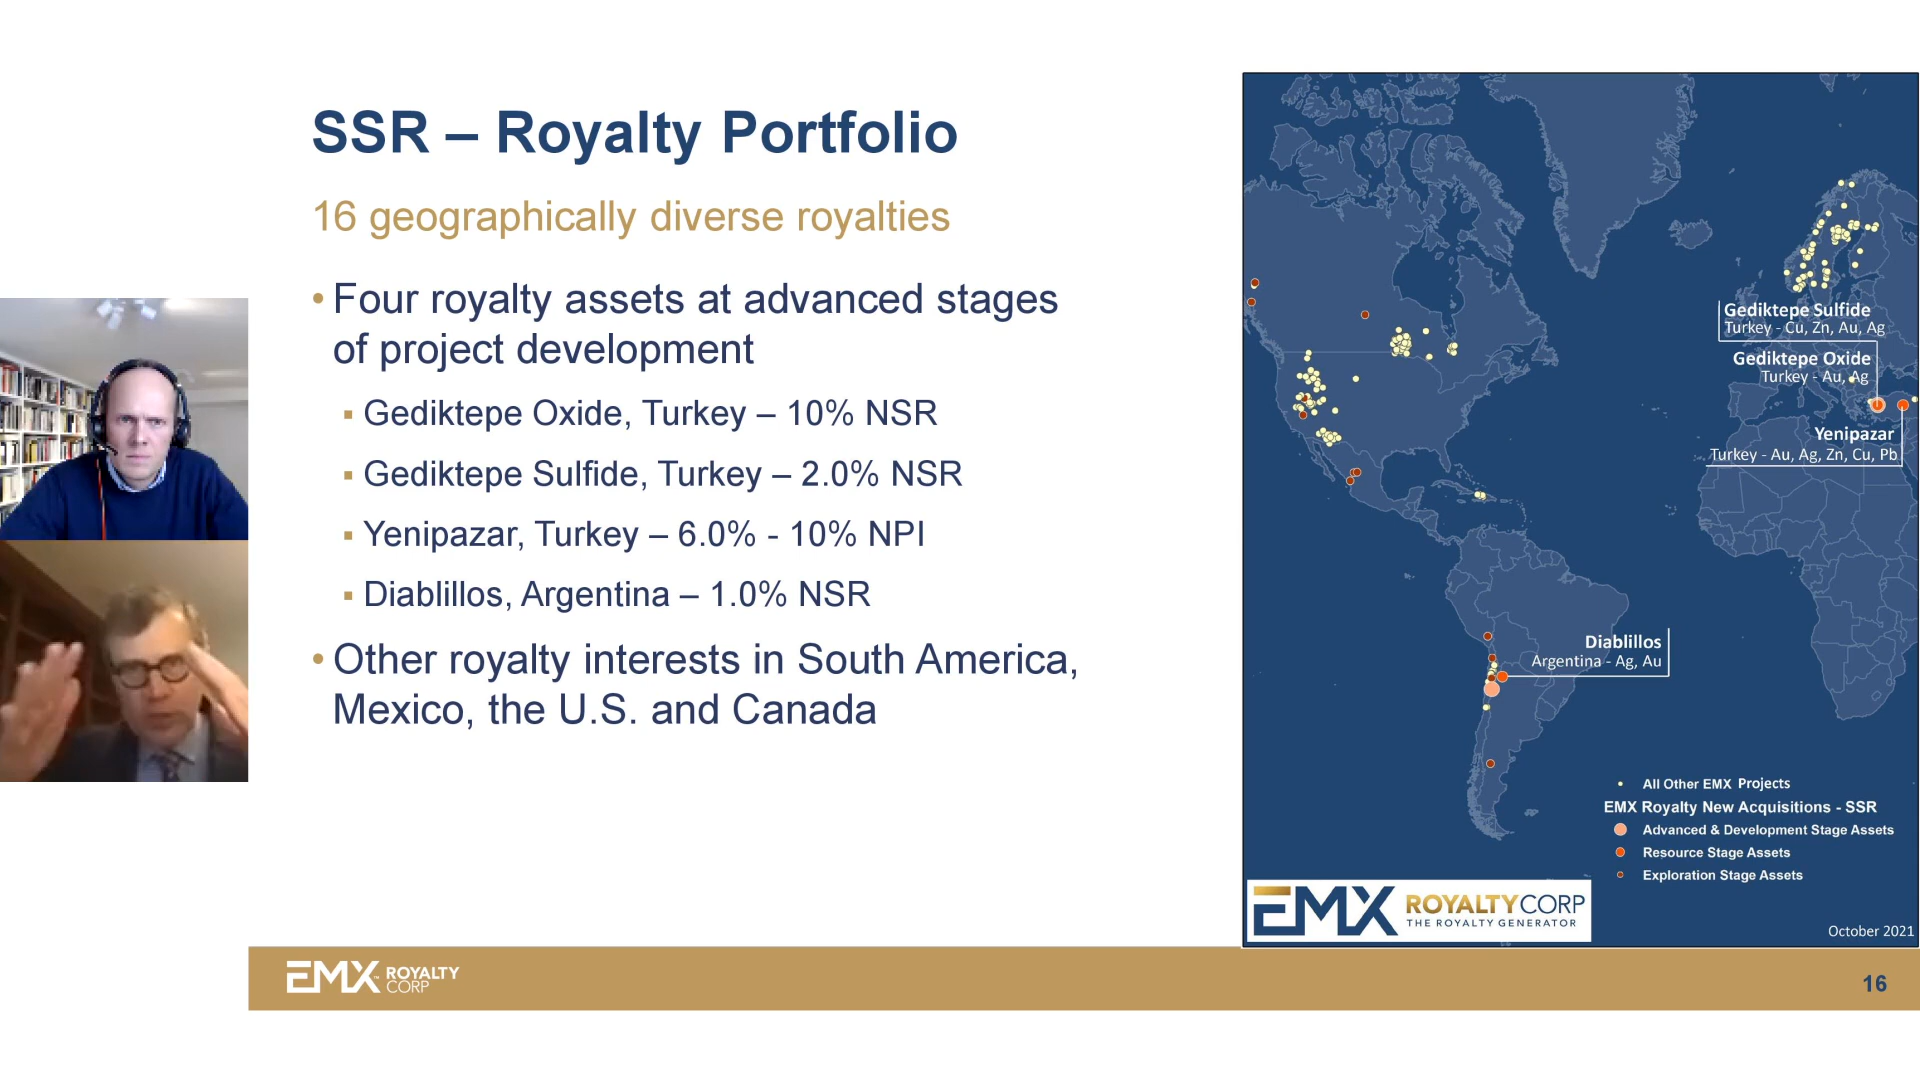 SSR – Royalty Portfolio
16 geographically diverse royalties
• Four royalty assets at advanced stages
of project development
▪ Gediktepe Oxide, Turkey – 10% NSR
▪ Gediktepe Sulfide, Turkey – 2.0% NSR
▪ Yenipazar, Turkey – 6.0% - 10% NPI
▪ Diablillos, Argentina – 1.0% NSR
• Other royalty interests in South America,
Mexico, the U.S. and Canada
Gediktepe Sulfide
Turkey - Cu, Zn, Au, Ag
Gediktepe Oxide
Turkey - Au, Ag
Yenipazar
Turkey - Au, Ag, Zn, Cu, Pb
Diablillos
Argentina - Ag, Au
All Other EMX Projects
EMX Royalty New Acquisitions - SSR
Advanced & Development Stage Assets
Resource Stage Assets
Exploration Stage Assets
EMX ROYALTYCORP
THE ROYALTY GENERATOR
October 2021
EMX™ ROYALTY
CORP
16